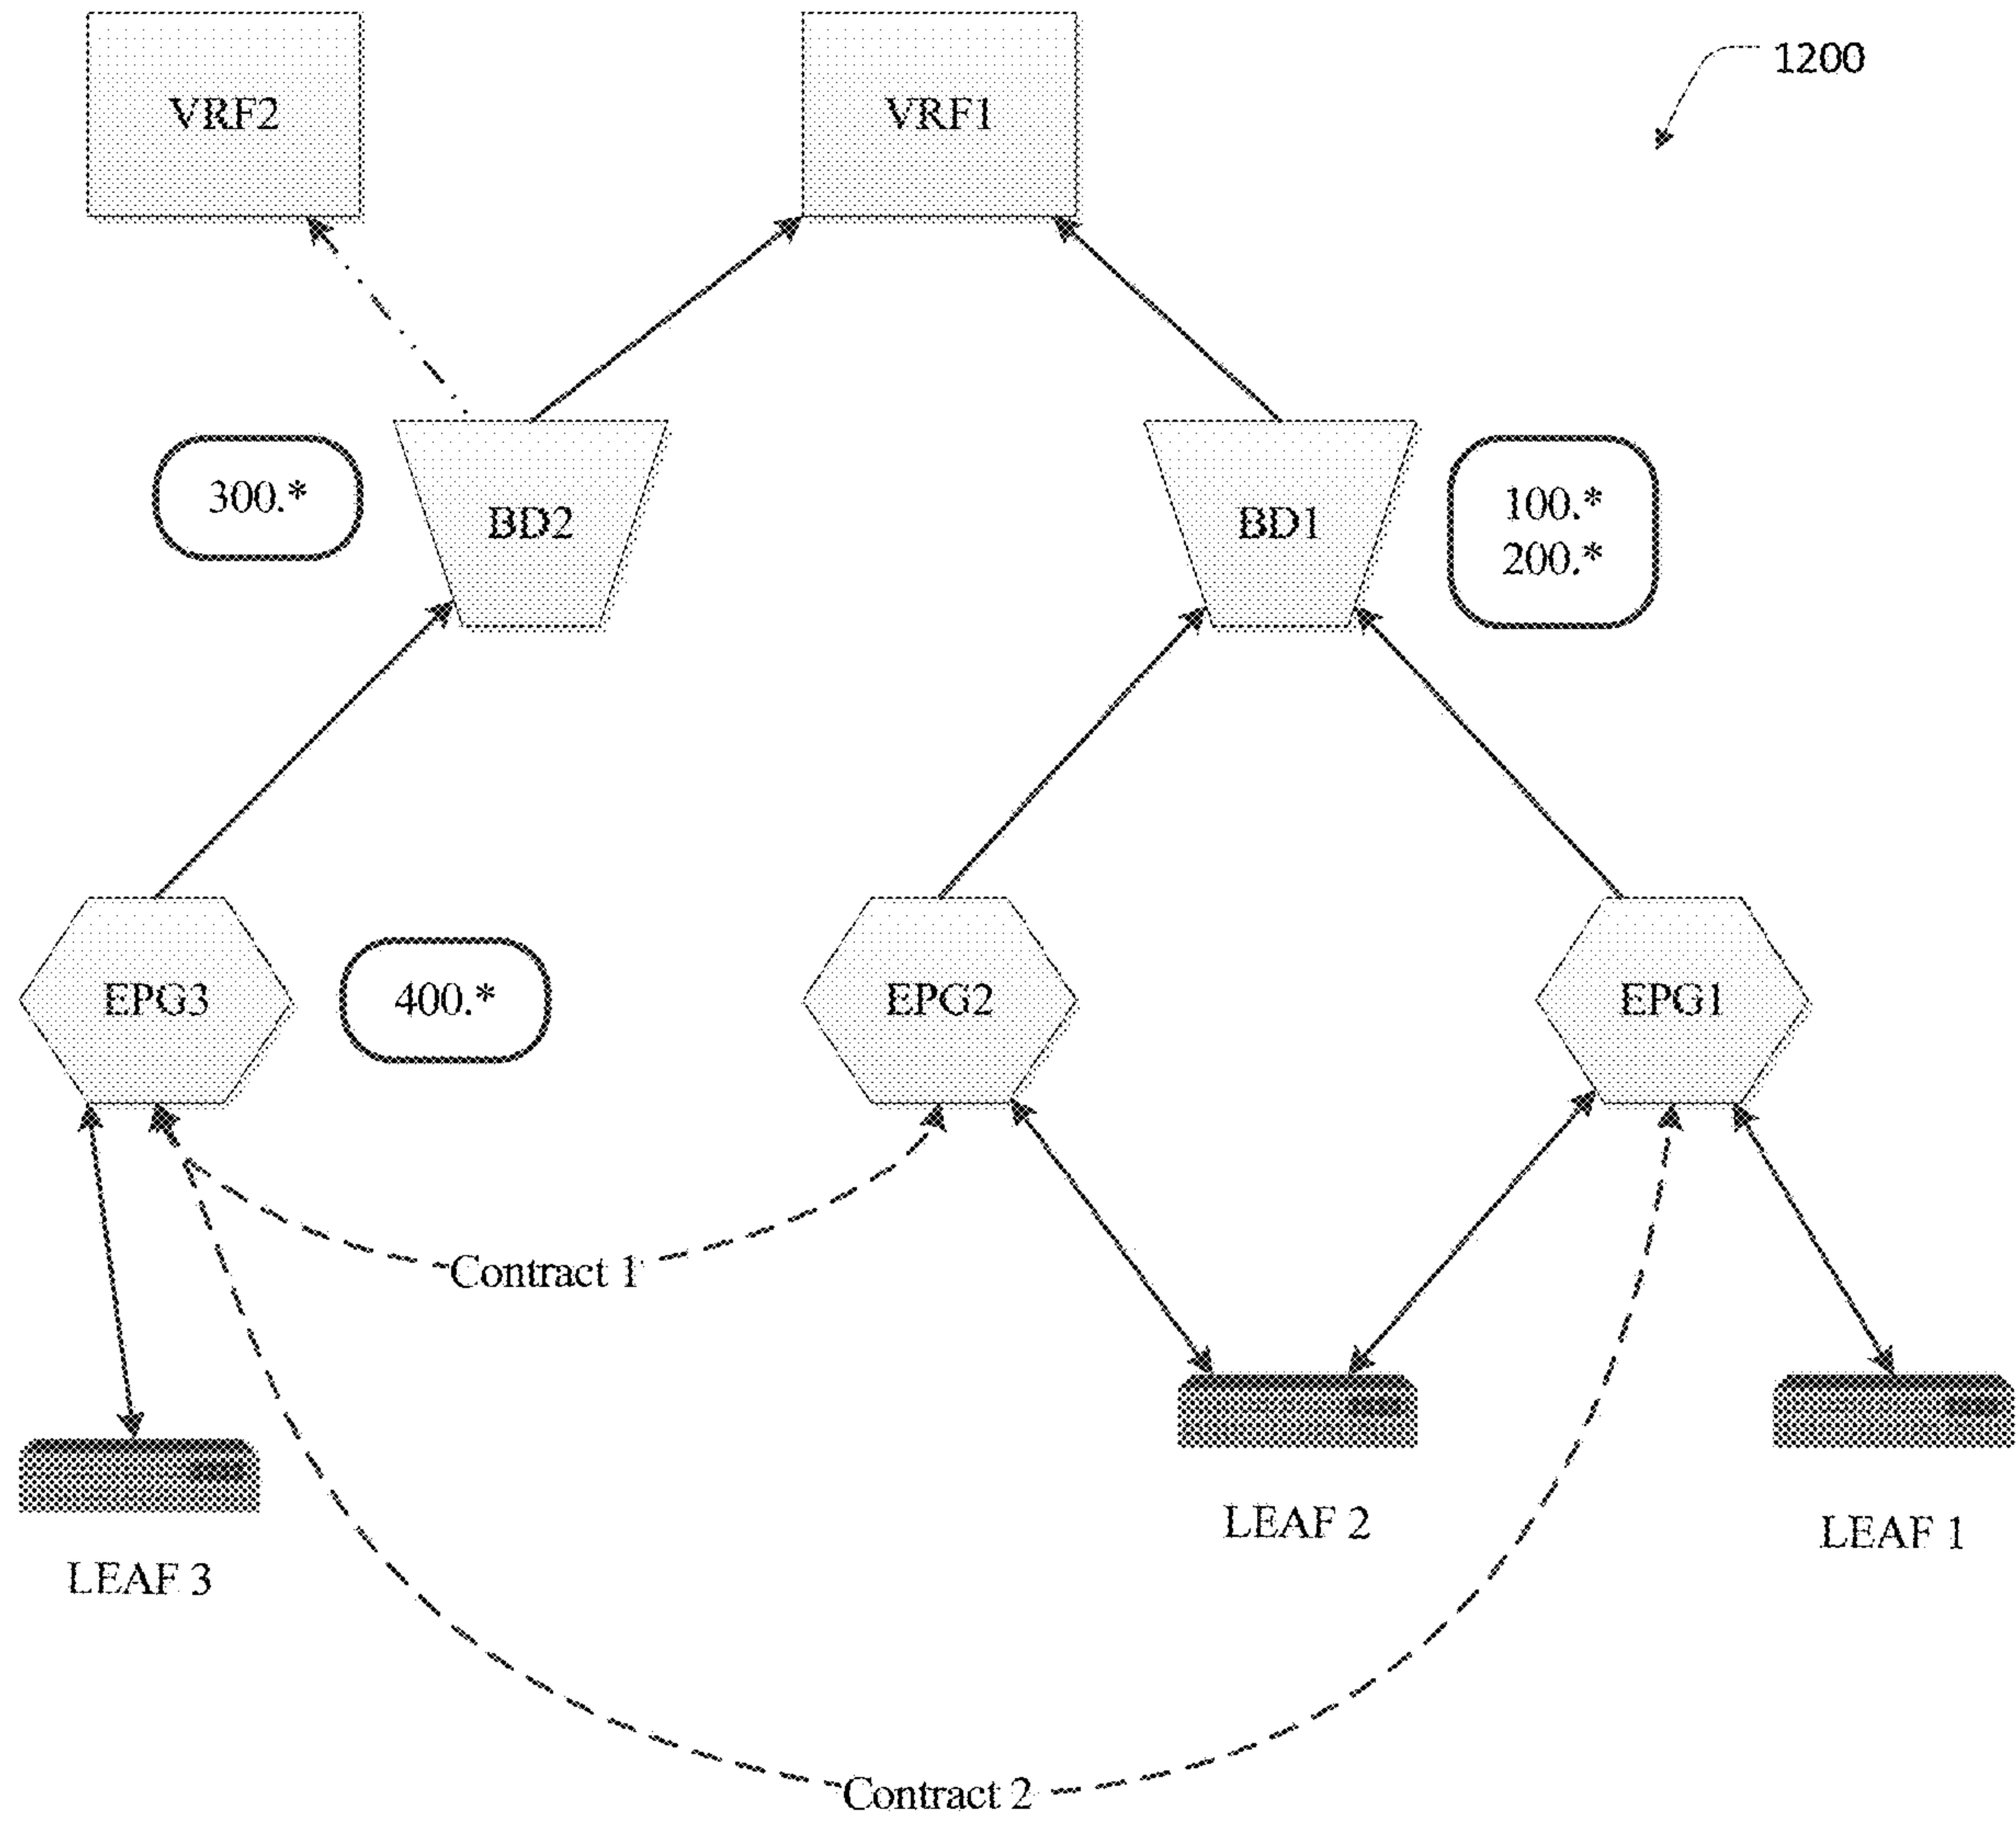 VRF2
VRF1
1200
300.*
BD2
BD1
100.*
200.*
EPG3
400.*
EPG2
EPG1
Contract 1
LEAF 2
LEAF 1
LEAF 3
Contract 2